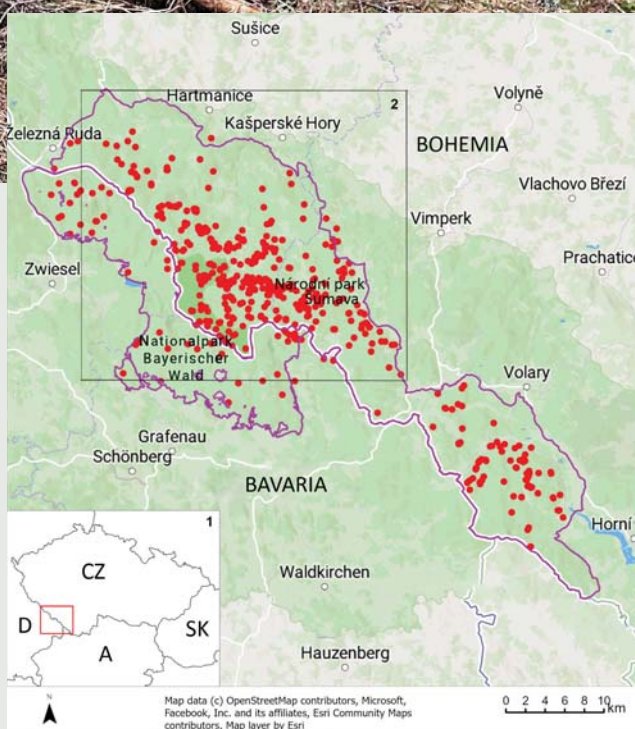 Sušice
Volyně
Hartmanice
2
Kašperské Hory
Železná Ruda
BOHEMIA
Vlachovo Březí
Vimperk
Prachatice
Zwiesel
Národní park
Šumava
Nationalpark
Bayerischer
Wald
Volary
Grafenau
Schönberg
BAVARIA
1
Horní
CZ
Waldkirchen
D
SK
A
Hauzenberg
N
Map data (c) OpenStreetMap contributors, Microsoft,
Facebook, Inc. and its affiliates, Esri Community Maps
contributors, Map layer by Esri
0 2 4 6 8 10
km